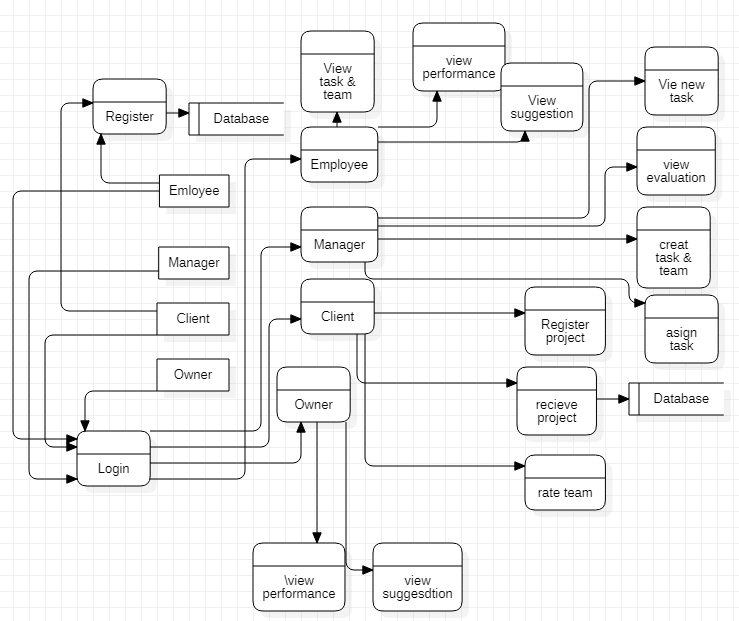 View
task &
team
view
performance
View
suggestion
Vie new
task
Register
Database
Employee
view
evaluation
Emloyee
Manager
Manager
creat
task &
team
Client
Client
Register
project
asign
task
Owner
Owner
recieve
project
Database
Login
rate team
\view
performance
view
suggesdtion